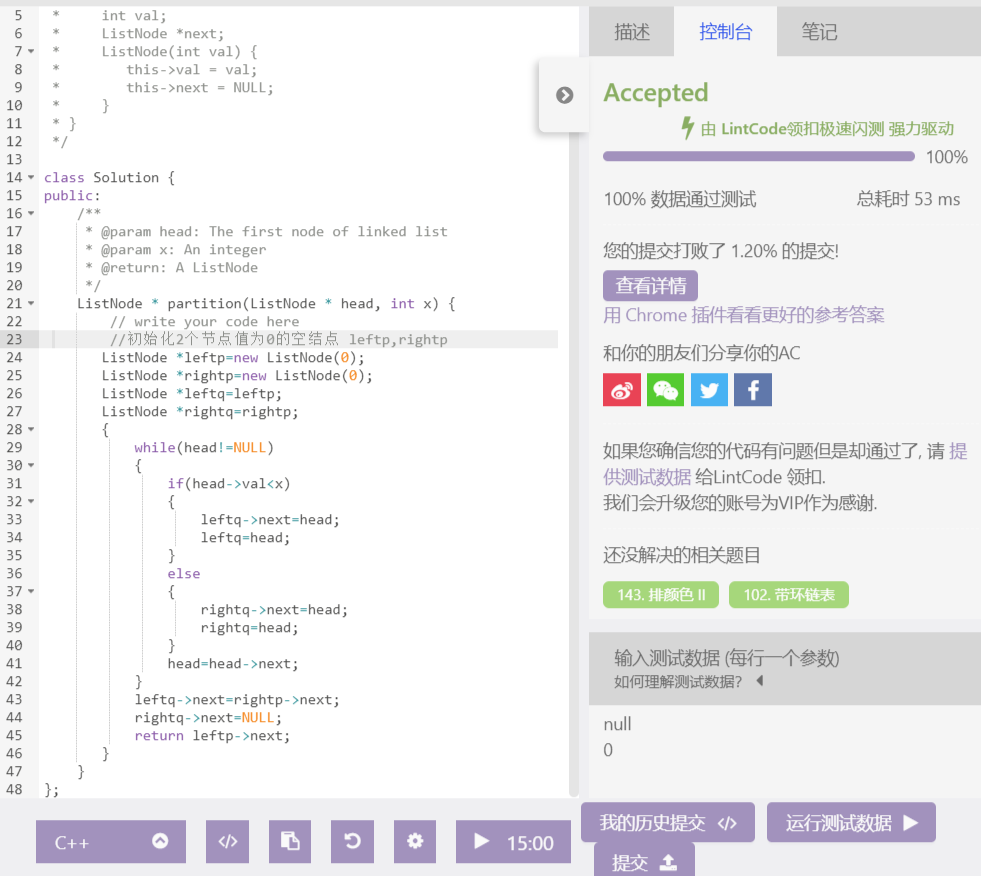 5 *     int val;
6 *     ListNode *next;
7 *     ListNode(int val) {
8 *        this->val = val;
9 *        this->next = NULL;
10 *     }
11 * }
12 */
13
14 class Solution {
15 public:
16     /**
17      * @param head: The first node of linked list
18      * @param x: An integer
19      * @return: A ListNode
20      */
21     ListNode * partition(ListNode * head, int x) {
22         // write your code here
23         //初始化2个节点值为0的空结点 leftp,rightp
24        ListNode *leftp=new ListNode(0);
25        ListNode *rightp=new ListNode(0);
26        ListNode *leftq=leftp;
27        ListNode *rightq=rightp;
28        {
29            while(head!=NULL)
30            {
31                if(head->val<x)
32                {
33                    leftq->next=head;
34                    leftq=head;
35                }
36                else
37                {
38                    rightq->next=head;
39                    rightq=head;
40                }
41                head=head->next;
42            }
43            leftq->next=rightp->next;
44            rightq->next=NULL;
45            return leftp->next;
46        }
47     }
48 };
C++
15:00
描述 控制台 笔记
Accepted
由 LintCode领扣极速闪测 强力驱动
100%
100% 数据通过测试 总耗时 53 ms
您的提交打败了 1.20% 的提交!
查看详情
用 Chrome 插件看看更好的参考答案
和你的朋友们分享你的AC
如果您确信您的代码有问题但是却通过了, 请 提
供测试数据 给LintCode 领扣.
我们会升级您的账号为VIP作为感谢.
还没解决的相关题目
143. 排颜色 II 102. 带环链表
输入测试数据 (每行一个参数)
如何理解测试数据?
null
0
我的历史提交 运行测试数据
提交